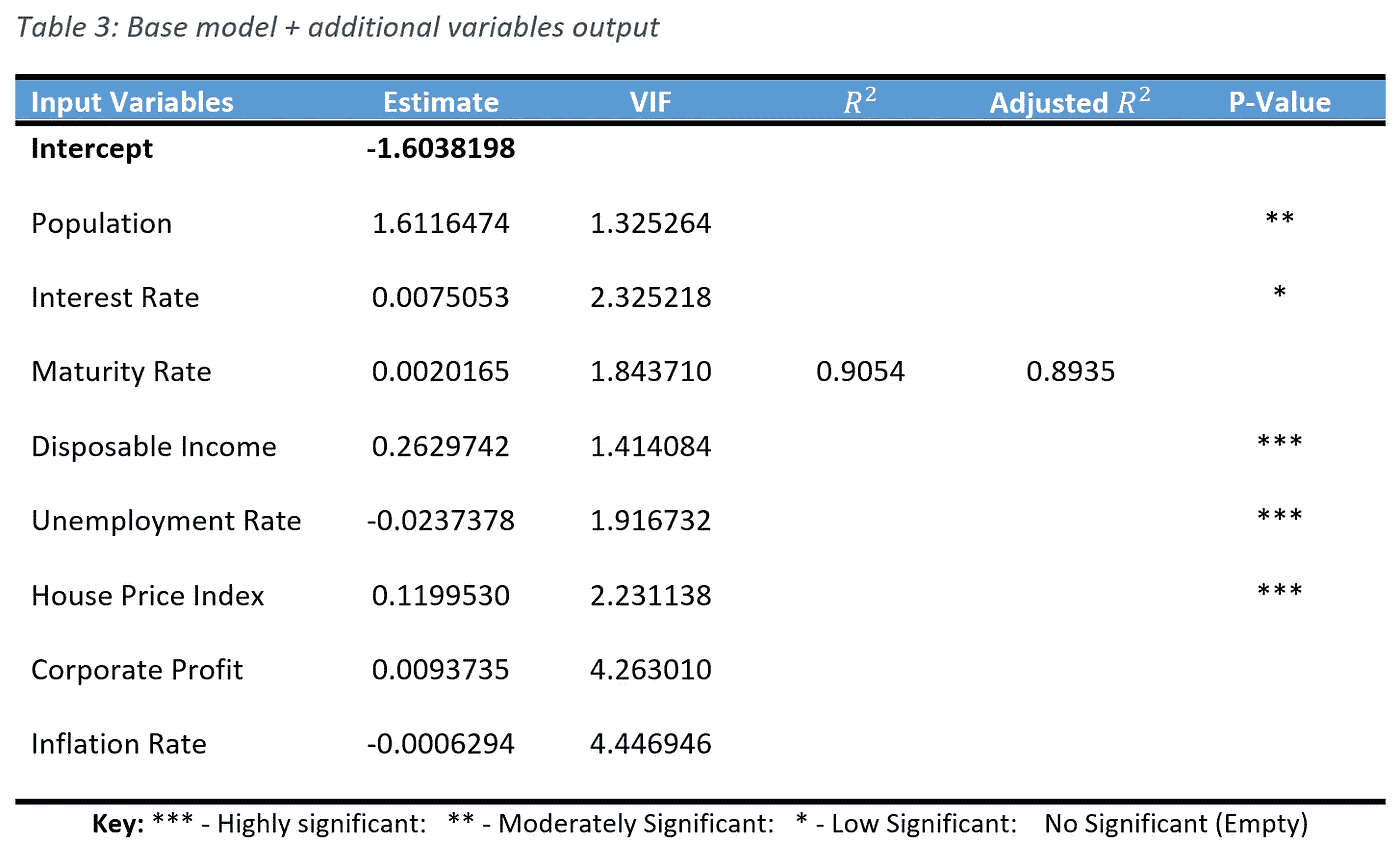 Table 3: Base model + additional variables output
Input Variables Estimate VIF R² Adjusted R² P-Value
Intercept -1.6038198
Population 1.6116474 1.325264 **
Interest Rate 0.0075053 2.325218 *
Maturity Rate 0.0020165 1.843710 0.9054 0.8935
Disposable Income 0.2629742 1.414084 ***
Unemployment Rate -0.0237378 1.916732 ***
House Price Index 0.1199530 2.231138 ***
Corporate Profit 0.0093735 4.263010
Inflation Rate -0.0006294 4.446946
Key: *** - Highly significant: ** - Moderately Significant: * - Low Significant: No Significant (Empty)